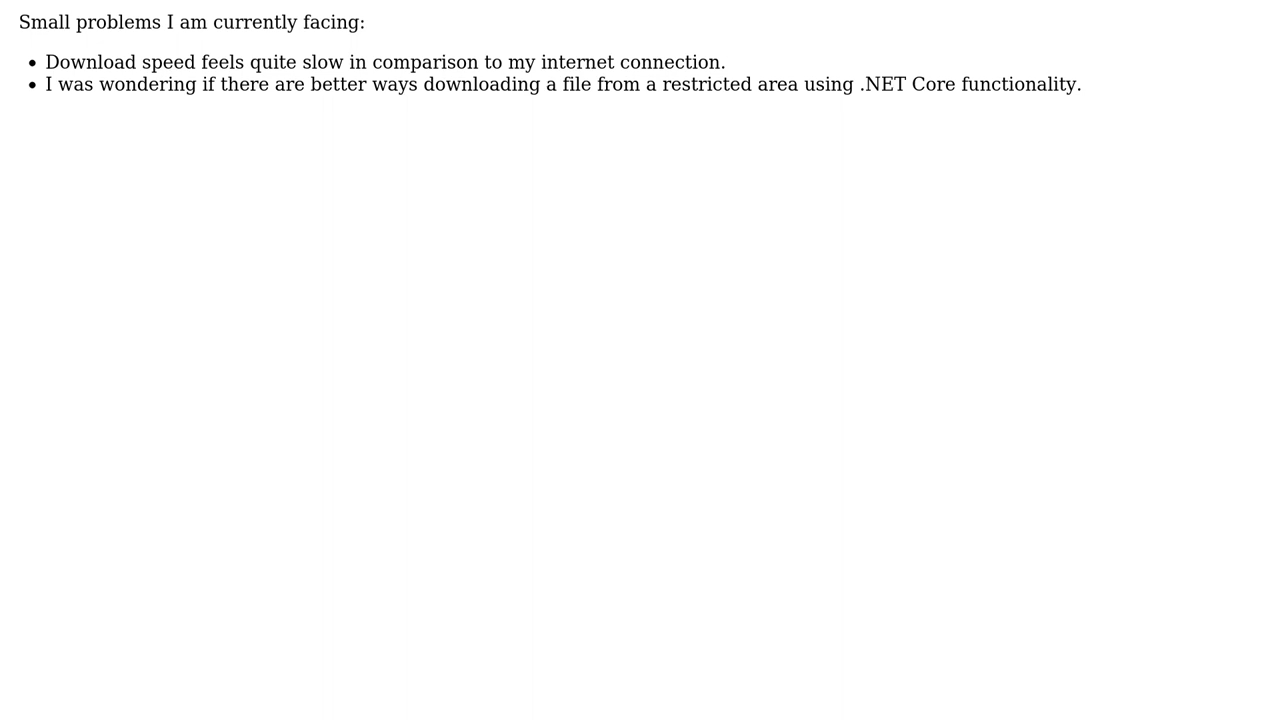 Small problems I am currently facing:
• Download speed feels quite slow in comparison to my internet connection.
• I was wondering if there are better ways downloading a file from a restricted area using .NET Core functionality.